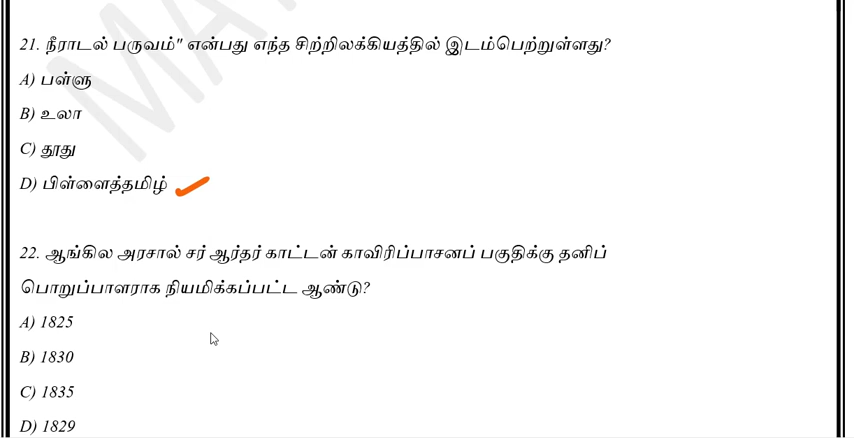 21. நீராடல் பருவம்" என்பது எந்த சிற்றிலக்கியத்தில் இடம்பெற்றுள்ளது?
A) பள்ளு
B) உலா
C) தூது
D) பிள்ளைத்தமிழ்
22. ஆங்கில அரசால் சர் ஆர்தர் காட்டன் காவிரிப்பாசனப் பகுதிக்கு தனிப்
பொறுப்பாளராக நியமிக்கப்பட்ட ஆண்டு?
A) 1825
B) 1830
C) 1835
D) 1829